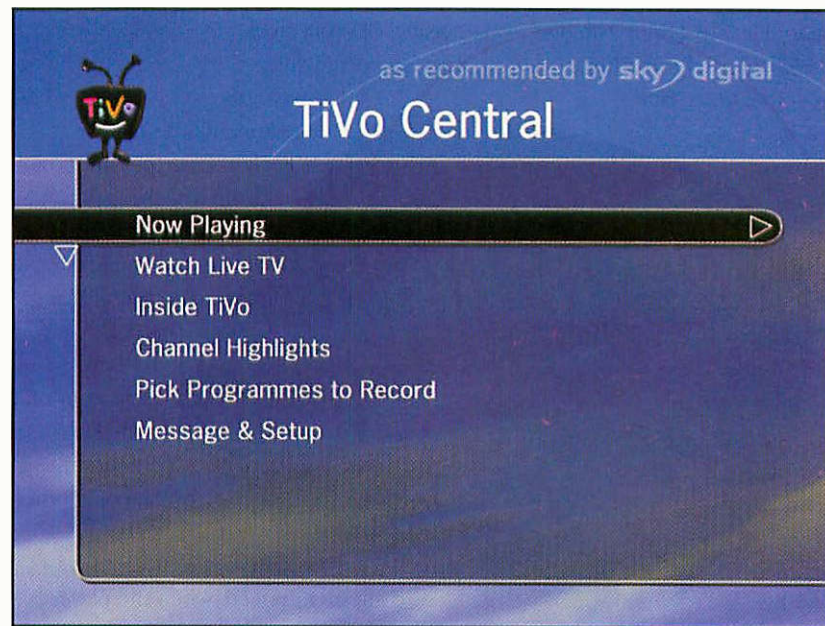 as recommended by sky digital
TiVo
TiVo Central
Now Playing
Watch Live TV
Inside TiVo
Channel Highlights
Pick Programmes to Record
Message & Setup